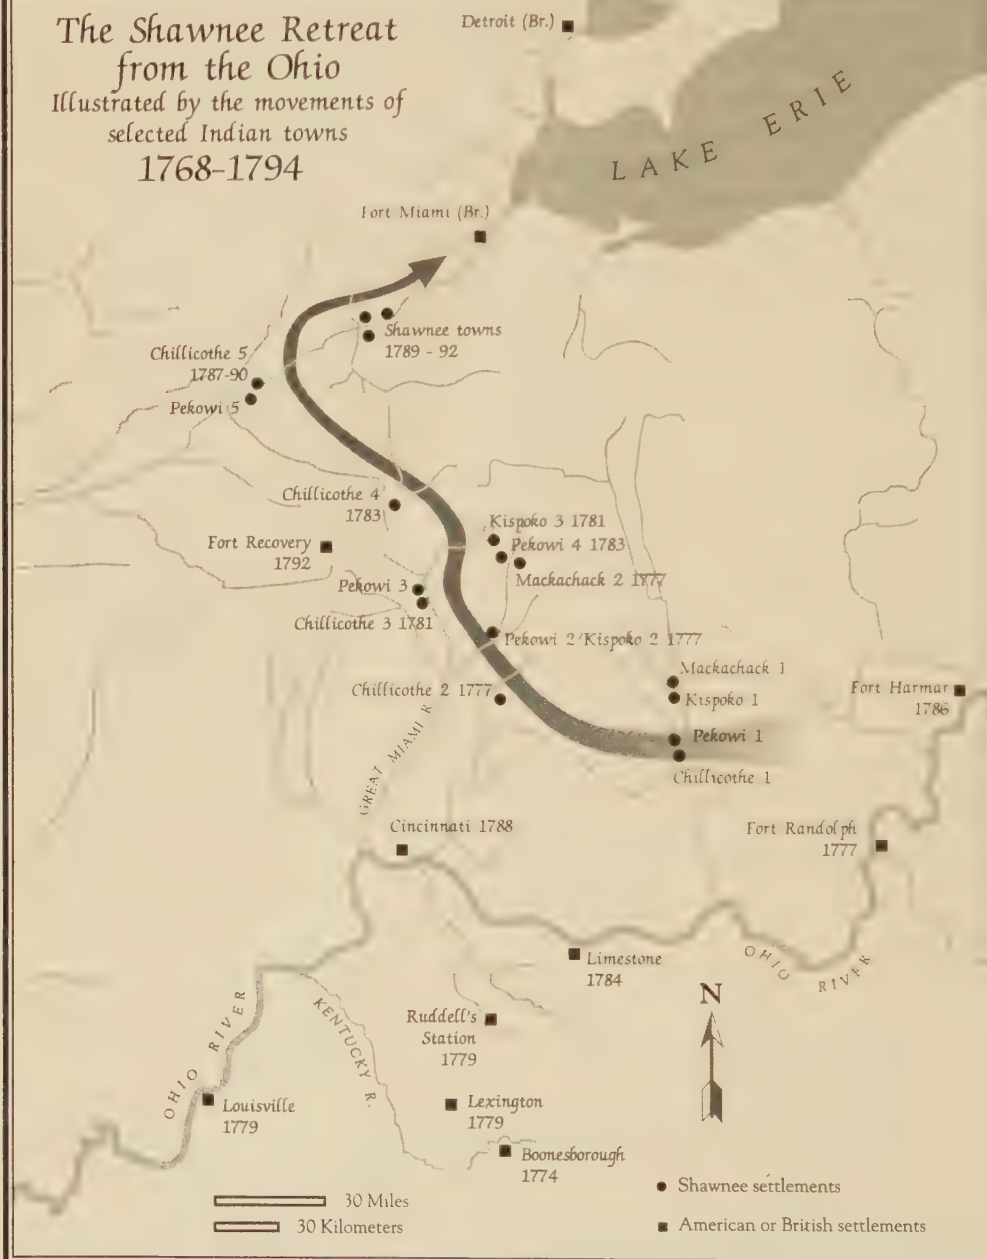 The Shawnee Retreat
from the Ohio
Illustrated by the movements of
selected Indian towns
1768-1794
Detroit (Br.)
LAKE ERIE
Fort Miami (Br.)
Shawnee towns
1789 - 92
Chillicothe 5
1787-90
Pekowi 5
Chillicothe 4
1783
Kispoko 3 1781
Pekowi 4 1783
Mackachack 2 1777
Fort Recovery
1792
Pekowi 3
Chillicothe 3 1781
Pekowi 2/Kispoko 2 1777
Mackachack 1
Kispoko 1
Chillicothe 2 1777
Fort Harmar
1786
Pekowi 1
Chillicothe 1
GREAT MIAMI R
Cincinnati 1788
Fort Randolph
1777
Limestone
1784
OHIO RIVER
N
Ruddell's
Station
1779
KENTUCKY R.
OHIO RIVER
Louisville
1779
Lexington
1779
Boonesborough
1774
30 Miles
30 Kilometers
Shawnee settlements
American or British settlements